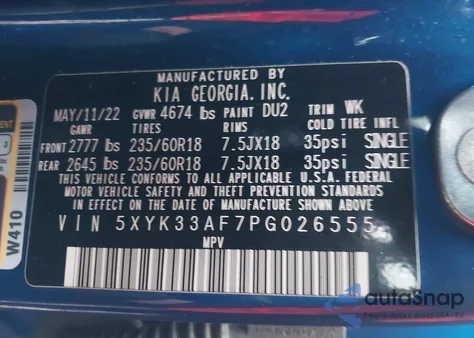 MANUFACTURED BY
KIA GEORGIA. INC.
MAY/11/22 GVWR 4674 lbs PAINT DU2 TRIM WK
GAWR TIRES RIMS COLD TIRE INFL
FRONT 2777 lbs 235/60R18 7.5JX18 35psi SINGLE
REAR 2645 lbs 235/60R18 7.5JX18 35psi SINGLE
THIS VEHICLE CONFORMS TO ALL APPLICABLE FEDERAL
MOTOR VEHICLE SAFETY AND THEFT PREVENTION STANDARDS
IN EFFECT ON THE DATE OF MANUFACTURE SHOWN ABOVE
VIN 5XYK33AF7PG026555
MPV
W410
autoSnap